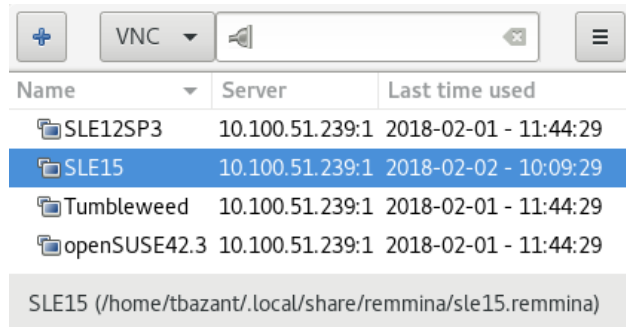 VNC
Name Server Last time used
SLE12SP3 10.100.51.239:1 2018-02-01 - 11:44:29
SLE15 10.100.51.239:1 2018-02-02 - 10:09:29
Tumbleweed 10.100.51.239:1 2018-02-01 - 11:44:29
openSUSE42.3 10.100.51.239:1 2018-02-01 - 11:44:29
SLE15 (/home/tbazant/.local/share/remmina/sle15.remmina)